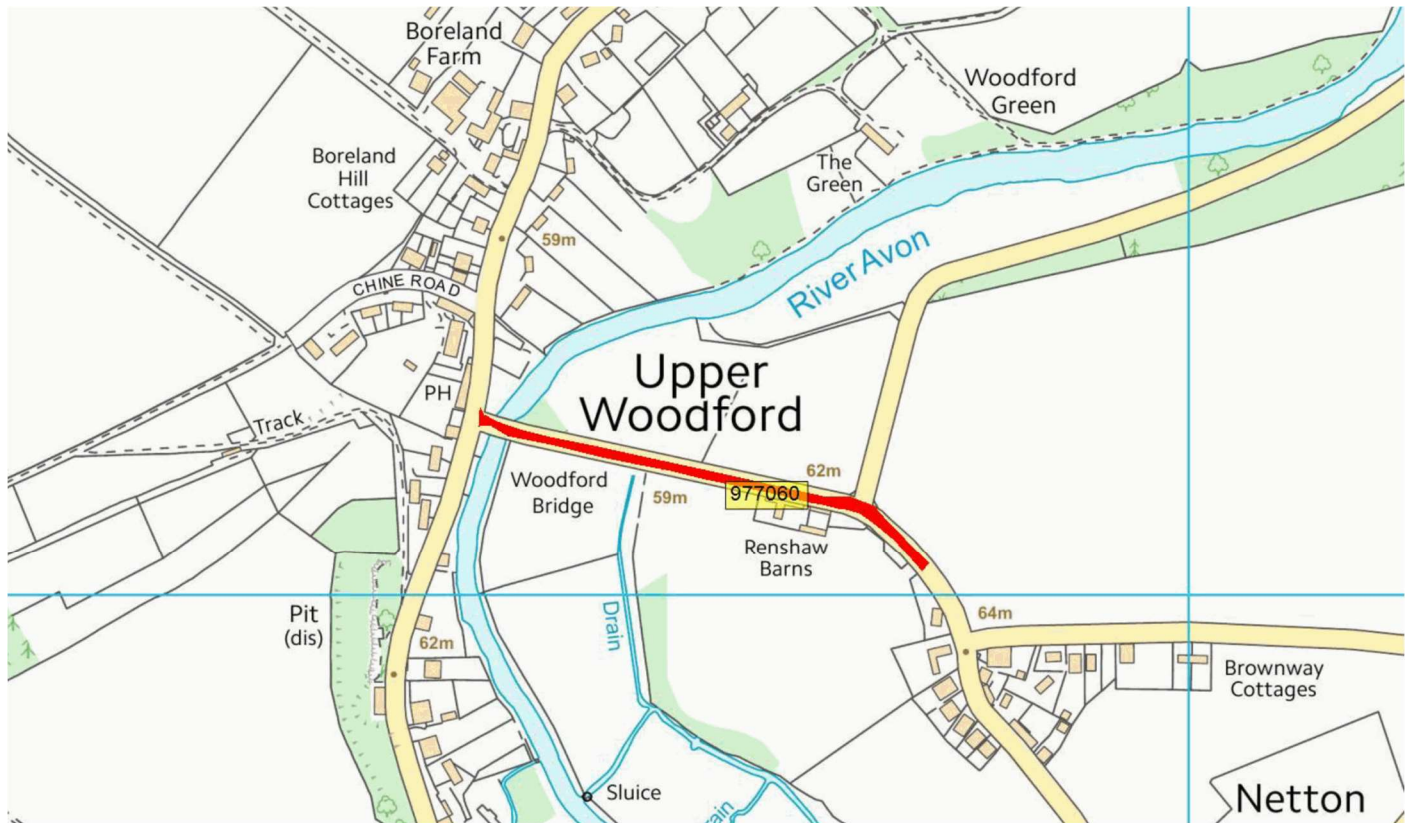 Boreland
Farm
Woodford
Green
Boreland
Hill
Cottages
The
Green
59m
River Avon
CHINE ROAD
Upper
Woodford
PH
Track
62m
Woodford
Bridge
59m
977060
Renshaw
Barns
Pit
(dis)
Drain
64m
62m
Brownway
Cottages
Sluice
Netton